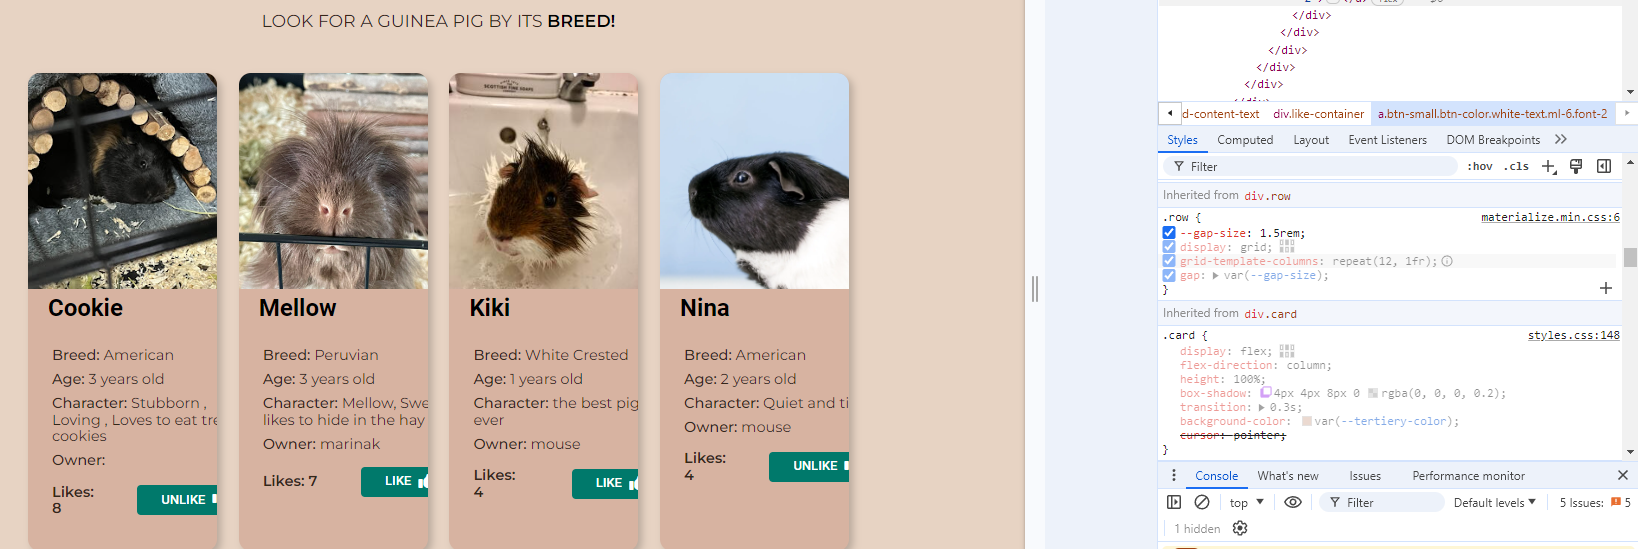 LOOK FOR A GUINEA PIG BY ITS BREED!
Cookie
Breed: American
Age: 3 years old
Character: Stubborn ,
Loving , Loves to eat tre
cookies
Owner:
Likes:
8
UNLIKE
Mellow
Breed: Peruvian
Age: 3 years old
Character: Mellow, Swe
likes to hide in the hay
Owner: marinak
Likes: 7
LIKE
Kiki
Breed: White Crested
Age: 1 years old
Character: the best pig
ever
Owner: mouse
Likes:
4
LIKE
Nina
Breed: American
Age: 2 years old
Character: Quiet and ti
Owner: mouse
Likes:
4
UNLIKE
</div>
</div>
</div>
</div>
</div>
d-content-text div.like-container a.btn-small.btn-color.white-text.ml-6.font-2
Styles Computed Layout Event Listeners DOM Breakpoints
Filter :hov .cls
Inherited from div.row
.row { materialize.min.css:6
--gap-size: 1.5rem;
display: grid;
grid-template-columns: repeat(12, 1fr);
gap: var(--gap-size);
}
Inherited from div.card
.card { styles.css:148
display: flex;
flex-direction: column;
height: 100%;
box-shadow: 4px 4px 8px 0 rgba(0, 0, 0, 0.2);
transition: 0.3s;
background-color: var(--tertiery-color);
cursor: pointer;
}
Console What's new Issues Performance monitor
top Filter Default levels 5 Issues: 5
1 hidden